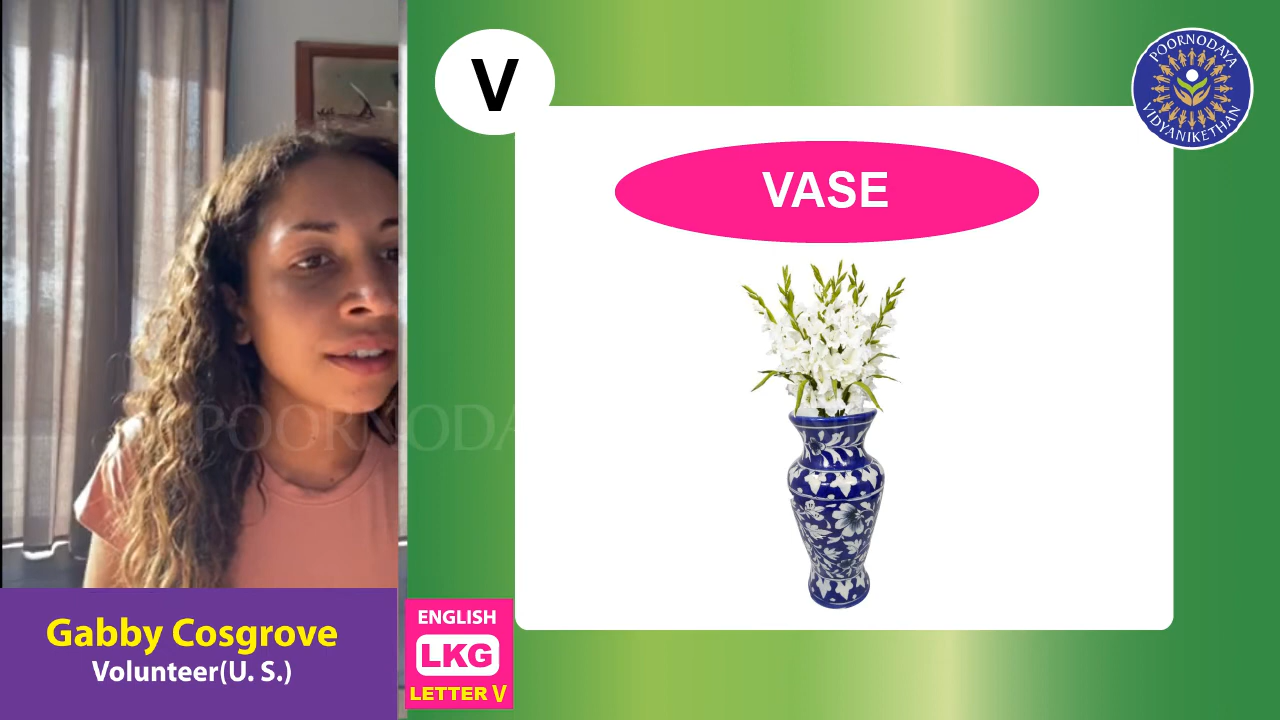 V
POORNODAYA
VIDYANIKETHAN
VASE
POORNODA
Gabby Cosgrove
Volunteer(U. S.)
ENGLISH
LKG
LETTER V